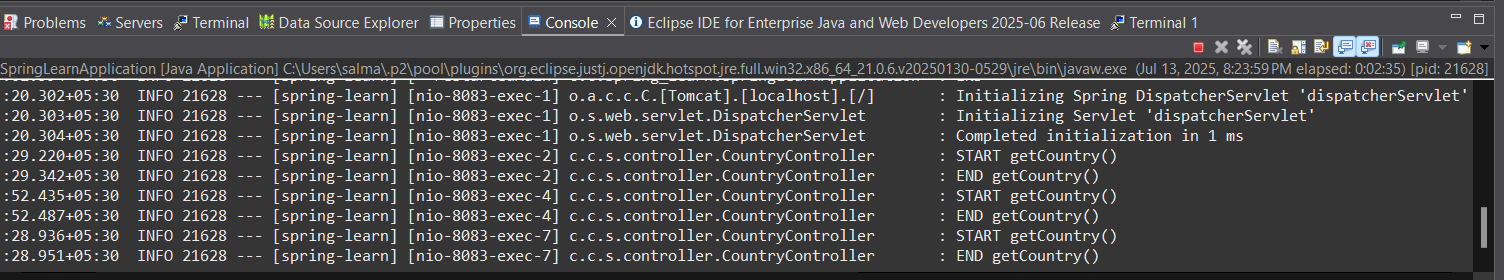 Problems Servers Terminal Data Source Explorer Properties Console Eclipse IDE for Enterprise Java and Web Developers 2025-06 Release Terminal 1
SpringLearnApplication [Java Application] C:\Users\salma\.p2\pool\plugins\org.eclipse.justj.openjdk.hotspot.jre.full.win32.x86_64_21.0.6.v20250130-0529\jre\bin\javaw.exe (Jul 13, 2025, 8:23:59 PM elapsed: 0:02:35) [pid: 21628]
:20.302+05:30  INFO 21628 --- [spring-learn] [nio-8083-exec-1] o.a.c.c.C.[Tomcat].[localhost].[/]       : Initializing Spring DispatcherServlet 'dispatcherServlet'
:20.303+05:30  INFO 21628 --- [spring-learn] [nio-8083-exec-1] o.s.web.servlet.DispatcherServlet        : Initializing Servlet 'dispatcherServlet'
:20.304+05:30  INFO 21628 --- [spring-learn] [nio-8083-exec-1] o.s.web.servlet.DispatcherServlet        : Completed initialization in 1 ms
:29.220+05:30  INFO 21628 --- [spring-learn] [nio-8083-exec-2] c.c.s.controller.CountryController       : START getCountry()
:29.342+05:30  INFO 21628 --- [spring-learn] [nio-8083-exec-2] c.c.s.controller.CountryController       : END getCountry()
:52.435+05:30  INFO 21628 --- [spring-learn] [nio-8083-exec-4] c.c.s.controller.CountryController       : START getCountry()
:52.487+05:30  INFO 21628 --- [spring-learn] [nio-8083-exec-4] c.c.s.controller.CountryController       : END getCountry()
:28.936+05:30  INFO 21628 --- [spring-learn] [nio-8083-exec-7] c.c.s.controller.CountryController       : START getCountry()
:28.951+05:30  INFO 21628 --- [spring-learn] [nio-8083-exec-7] c.c.s.controller.CountryController       : END getCountry()